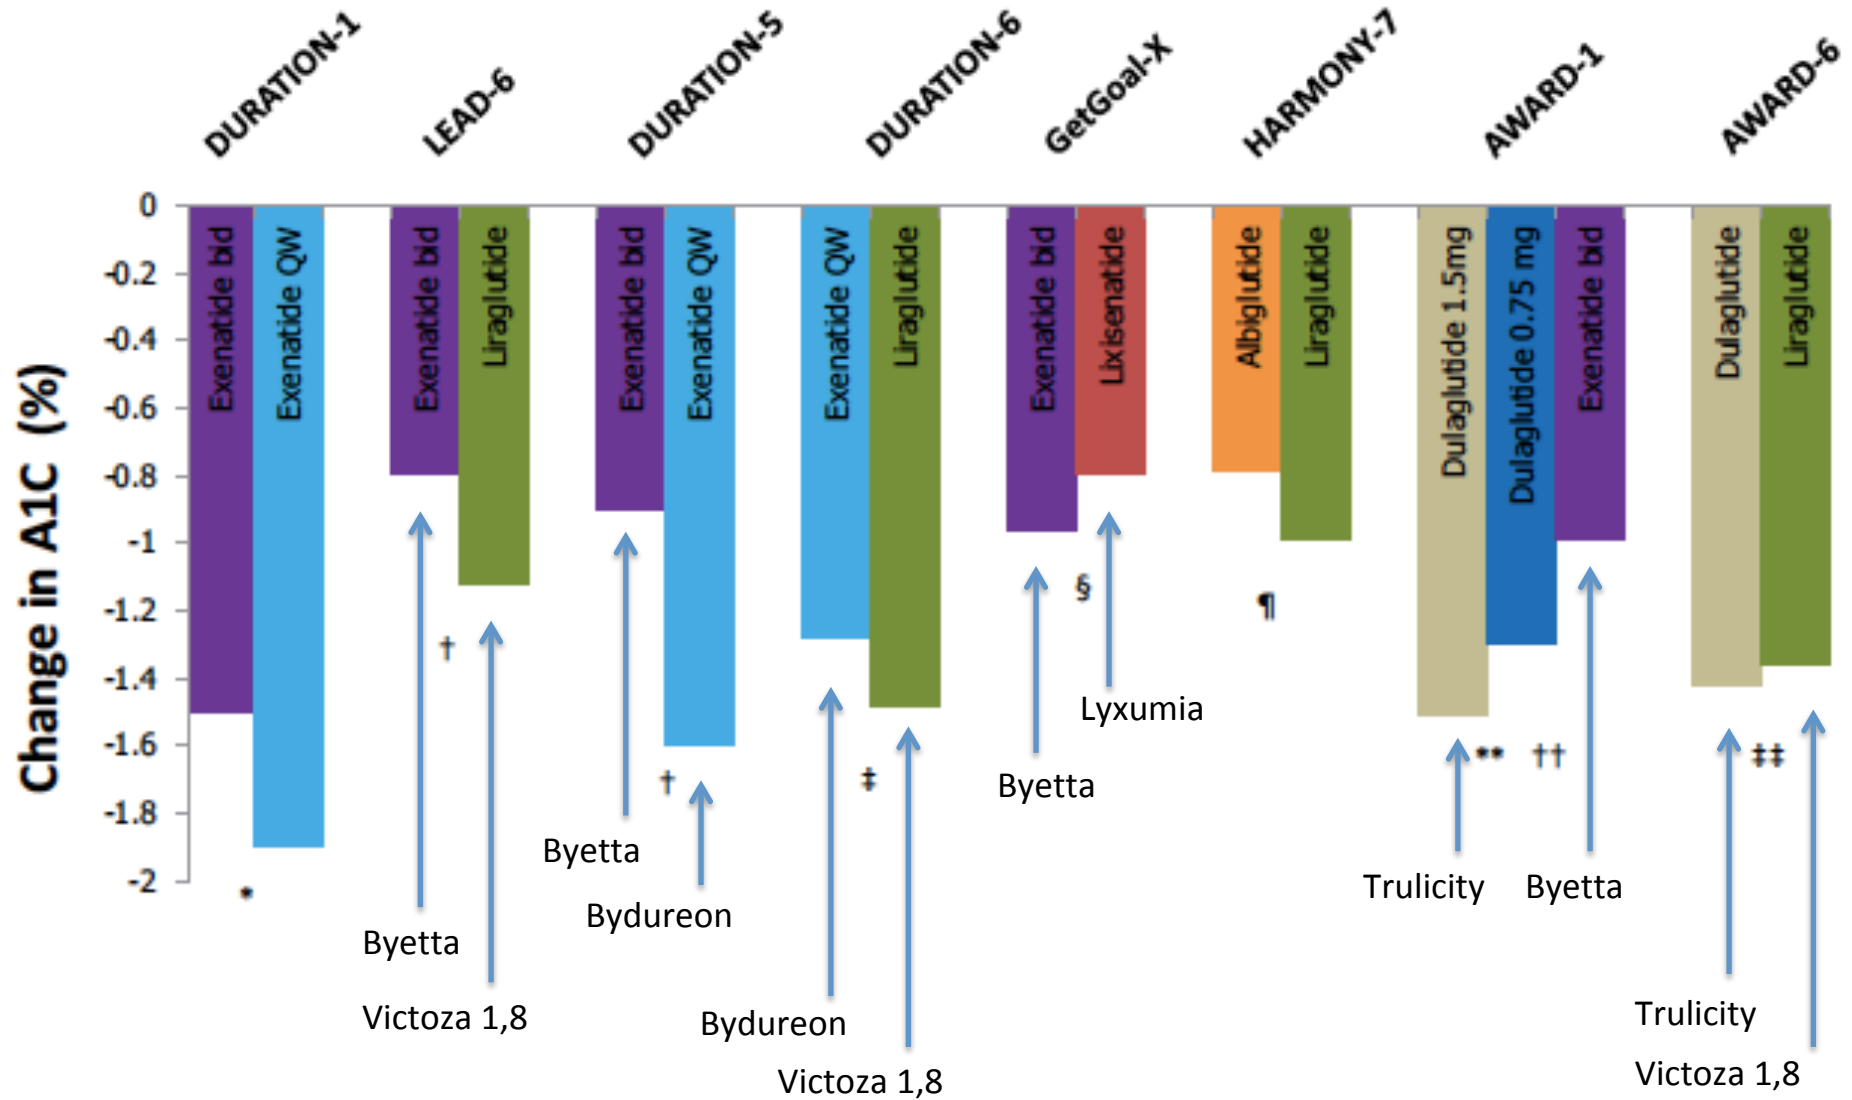 DURATION-1
LEAD-6
DURATION-5
DURATION-6
GetGoal-X
HARMONY-7
AWARD-1
AWARD-6
Change in A1C (%)
0
-0.2
-0.4
-0.6
-0.8
-1
-1.2
-1.4
-1.6
-1.8
-2
Exenatide bid
Exenatide QW
Exenatide bid
Liraglutide
Exenatide bid
Exenatide QW
Exenatide QW
Liraglutide
Exenatide bid
Lixisenatide
Albiglutide
Liraglutide
Dulaglutide 1.5mg
Dulaglutide 0.75 mg
Exenatide bid
Dulaglutide
Liraglutide
*
†
†
‡
§
¶
**
††
‡‡
Byetta
Victoza 1,8
Byetta
Bydureon
Bydureon
Victoza 1,8
Byetta
Lyxumia
Trulicity
Byetta
Trulicity
Victoza 1,8